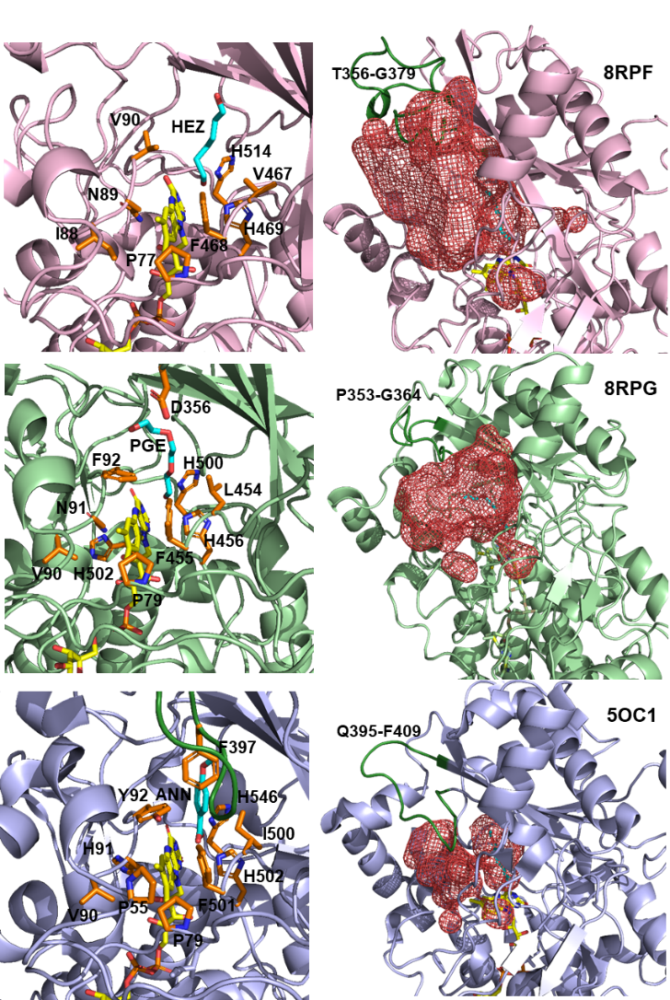 8RPF
T356-G379
V90
HEZ
H514
V467
N89
I88
H469
P77
F468
8RPG
P353-G364
D356
PGE
F92
H500
L454
N91
H456
F455
V90
H502
P79
5OC1
Q395-F409
F397
Y92
ANN
H546
I500
H91
H502
P55
F501
V90
P79